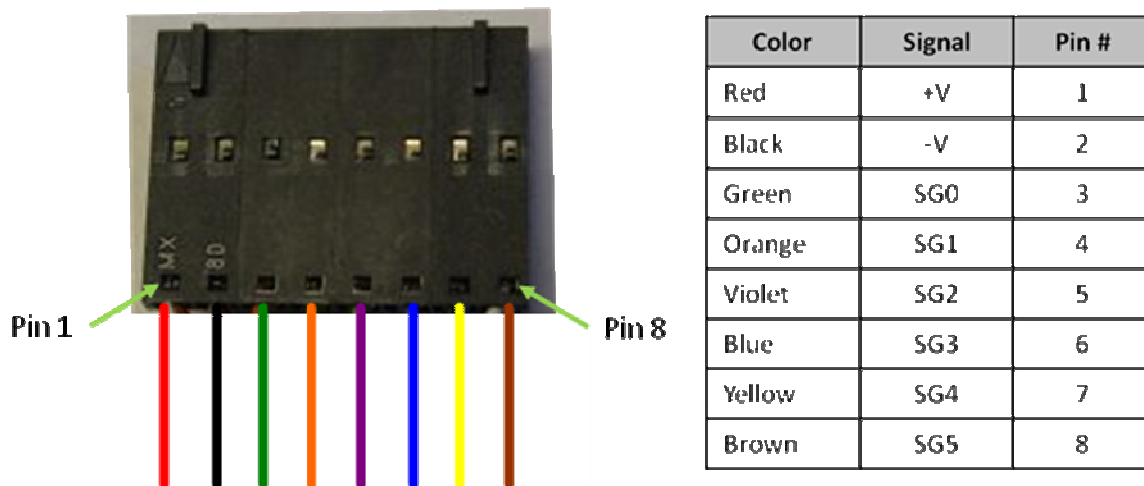 MX
8D
Pin 1
Pin 8
Color Signal Pin #
Red +V 1
Black -V 2
Green SG0 3
Orange SG1 4
Violet SG2 5
Blue SG3 6
Yellow SG4 7
Brown SG5 8